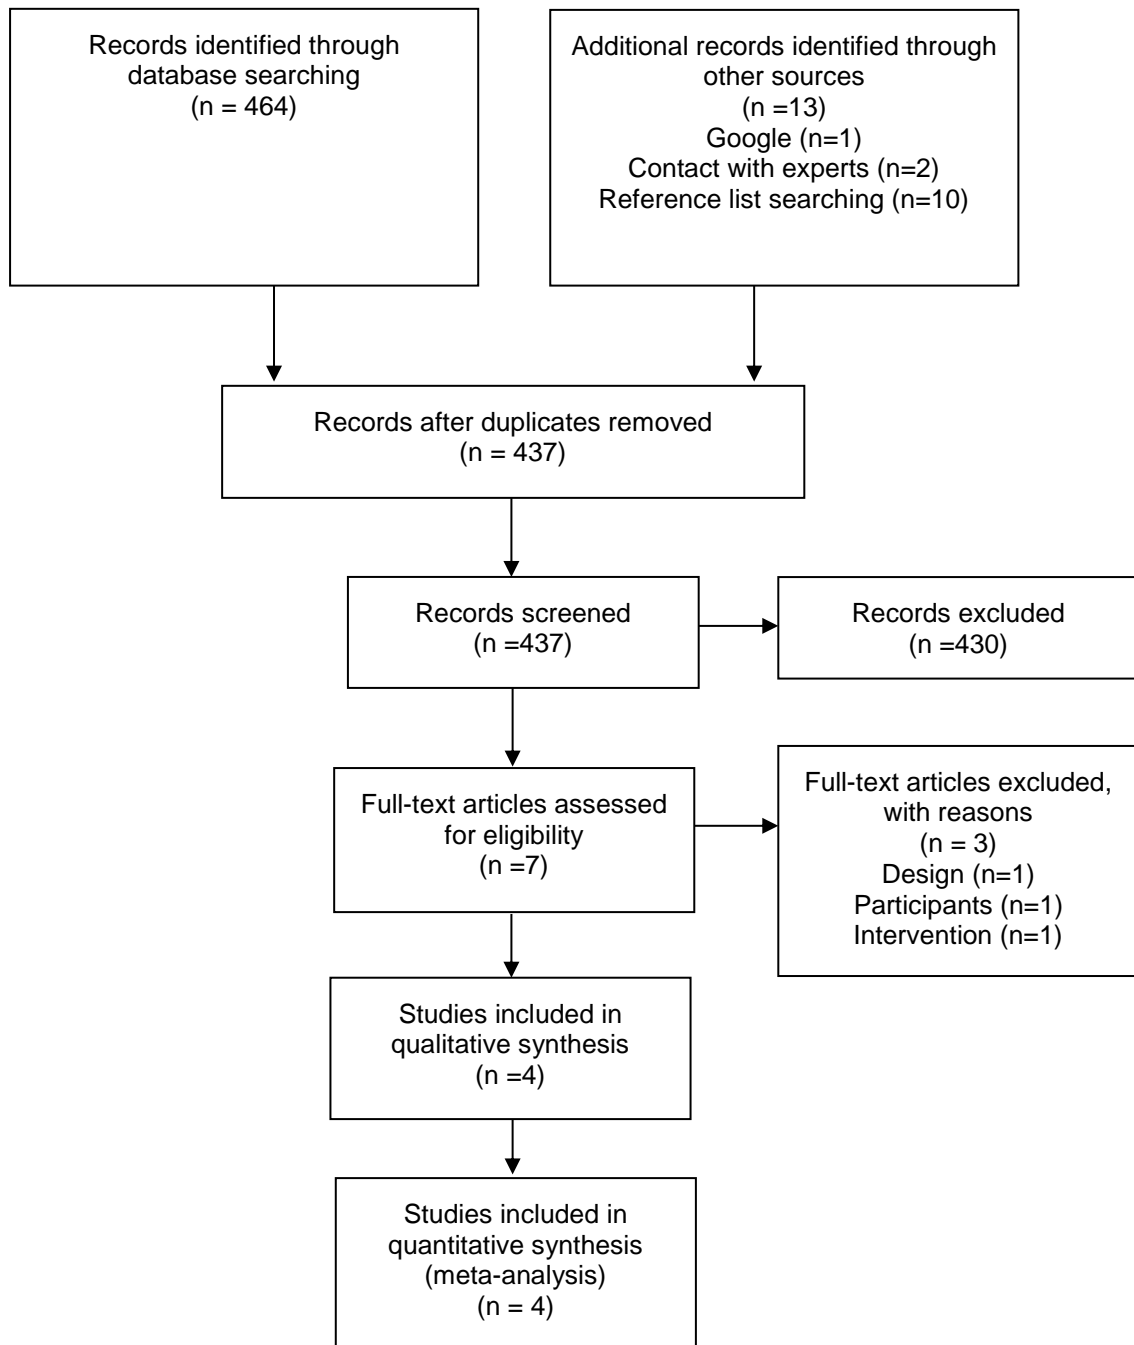 Records identified through
database searching
(n = 464)
Additional records identified through
other sources
(n =13)
Google (n=1)
Contact with experts (n=2)
Reference list searching (n=10)
Records after duplicates removed
(n = 437)
Records screened
(n =437)
Records excluded
(n =430)
Full-text articles assessed
for eligibility
(n =7)
Full-text articles excluded,
with reasons
(n = 3)
Design (n=1)
Participants (n=1)
Intervention (n=1)
Studies included in
qualitative synthesis
(n =4)
Studies included in
quantitative synthesis
(meta-analysis)
(n = 4)